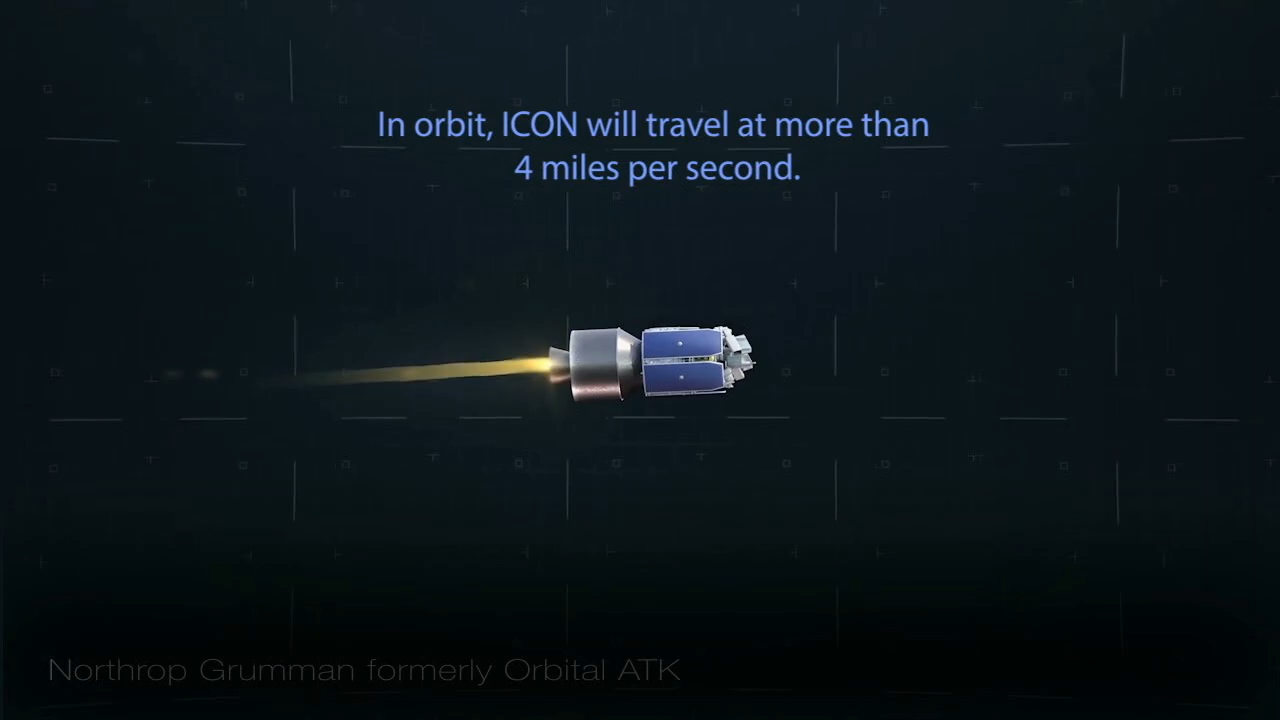 In orbit, ICON will travel at more than
4 miles per second.
Northrop Grumman formerly Orbital ATK